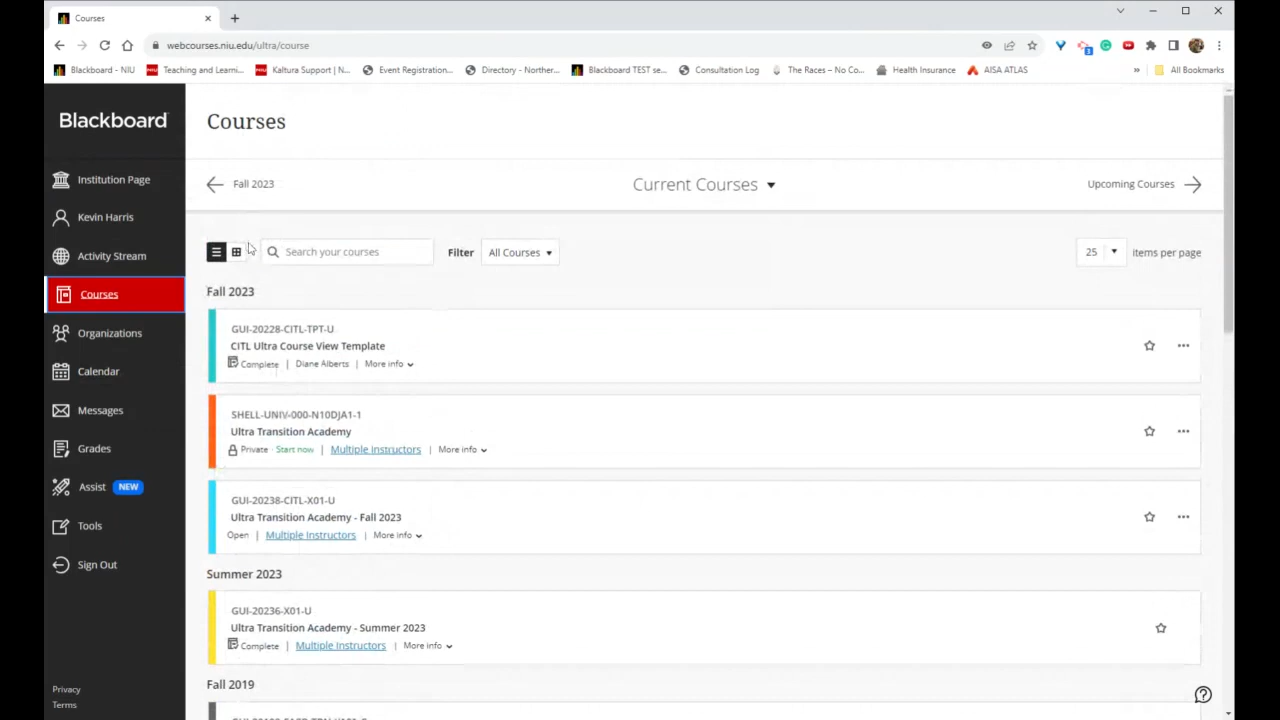 Courses
webcourses.niu.edu/ultra/course
3
Blackboard - NIU
Teaching and Learni...
Kaltura Support | N...
Event Registration...
Directory - Norther...
Blackboard TEST se...
Consultation Log
The Races – No Co...
Health Insurance
AISA ATLAS
»
All Bookmarks
Blackboard
Institution Page
Kevin Harris
Activity Stream
Courses
Organizations
Calendar
Messages
Grades
Assist NEW
Tools
Sign Out
Privacy
Terms
Courses
Fall 2023
Current Courses
Upcoming Courses
Search your courses
Filter
All Courses
25
items per page
Fall 2023
GUI-20228-CITL-TPT-U
CITL Ultra Course View Template
Complete | Diane Alberts | More info
SHELL-UNIV-000-N10DJA1-1
Ultra Transition Academy
Private · Start now | Multiple Instructors | More info
GUI-20238-CITL-X01-U
Ultra Transition Academy - Fall 2023
Open | Multiple Instructors | More info
Summer 2023
GUI-20236-X01-U
Ultra Transition Academy - Summer 2023
Complete | Multiple Instructors | More info
Fall 2019